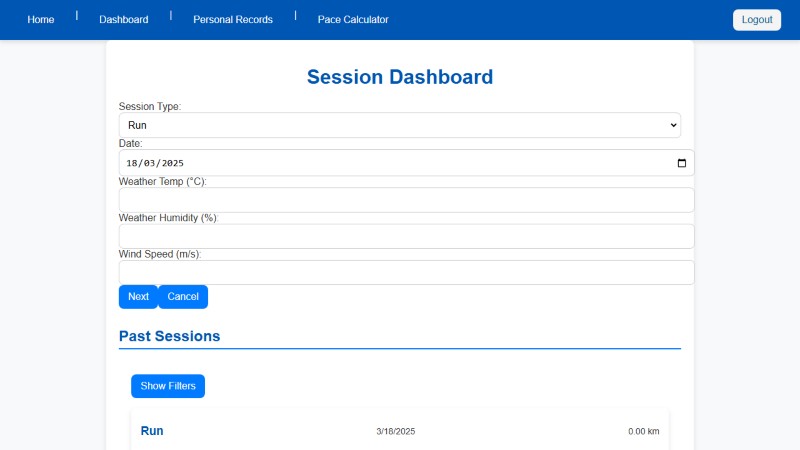 Home | Dashboard | Personal Records | Pace Calculator Logout
Session Dashboard
Session Type:
Run
Date:
18/03/2025
Weather Temp (°C):
Weather Humidity (%):
Wind Speed (m/s):
Next Cancel
Past Sessions
Show Filters
Run 3/18/2025 0.00 km